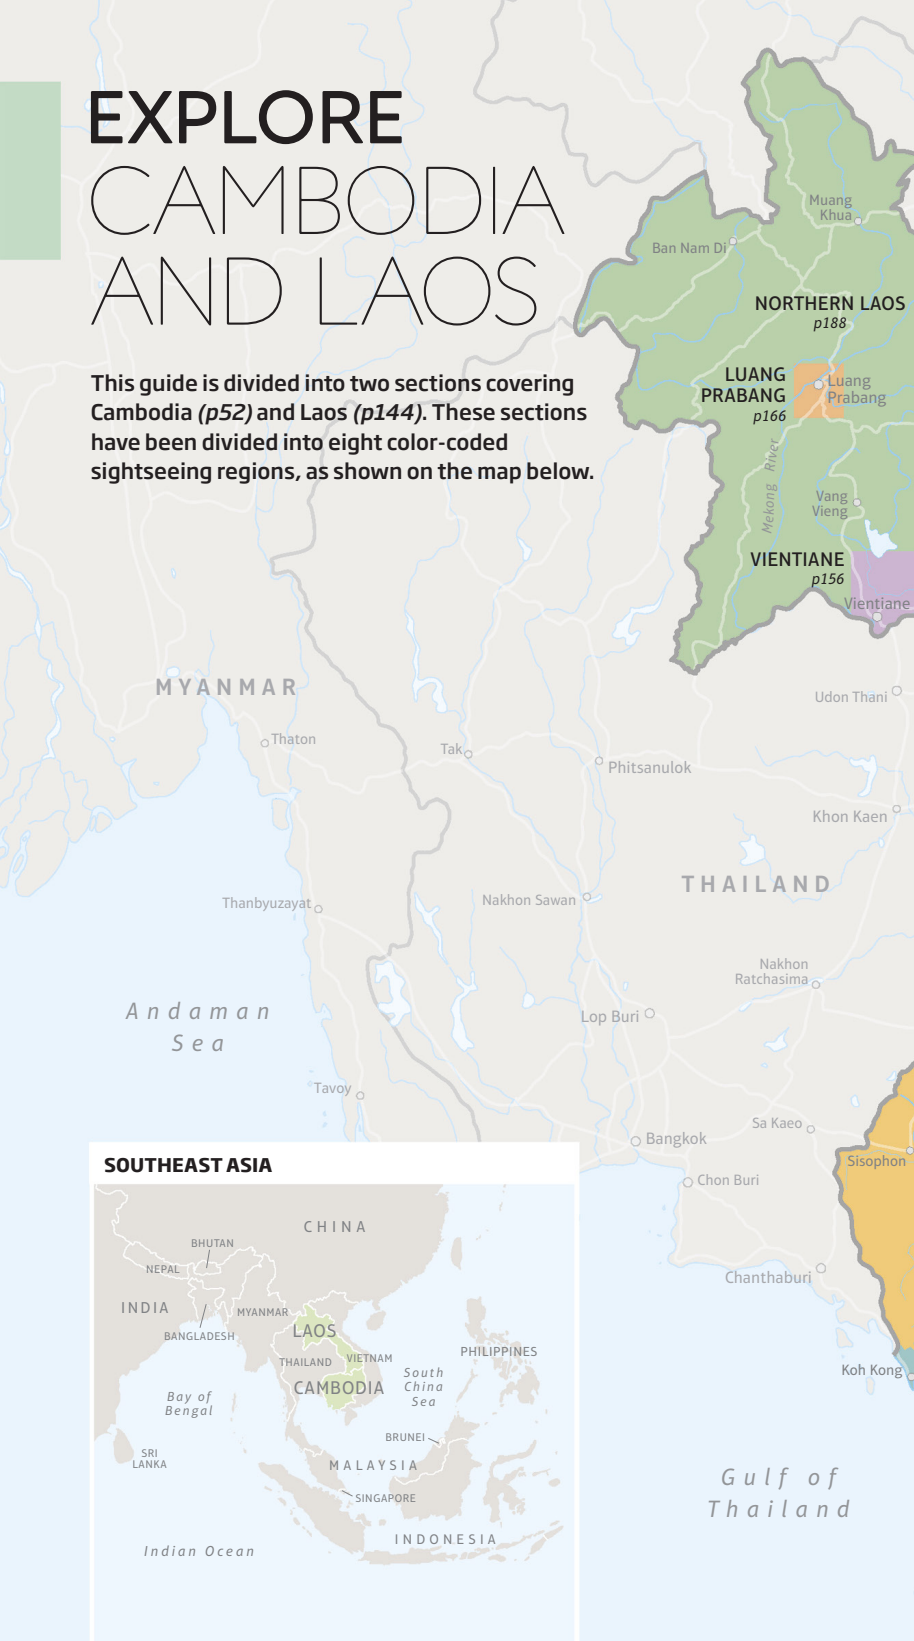 EXPLORE
CAMBODIA
AND LAOS
This guide is divided into two sections covering
Cambodia (p52) and Laos (p144). These sections
have been divided into eight color-coded
sightseeing regions, as shown on the map below.
Muang
Khua
Ban Nam Di
NORTHERN LAOS
p188
LUANG
PRABANG
p166
Luang
Prabang
Mekong River
Vang
Vieng
VIENTIANE
p156
Vientiane
MYANMAR
Udon Thani
Thaton
Tak
Phitsanulok
Khon Kaen
THAILAND
Thanbyuzayat
Nakhon Sawan
Nakhon
Ratchasima
Andaman
Sea
Lop Buri
Tavoy
Sa Kaeo
Bangkok
Sisophon
Chon Buri
Chanthaburi
Koh Kong
Gulf of
Thailand
SOUTHEAST ASIA
CHINA
BHUTAN
NEPAL
INDIA
MYANMAR
BANGLADESH
LAOS
THAILAND
VIETNAM
PHILIPPINES
CAMBODIA
South
China
Sea
Bay of
Bengal
BRUNEI
SRI
LANKA
MALAYSIA
SINGAPORE
INDONESIA
Indian Ocean